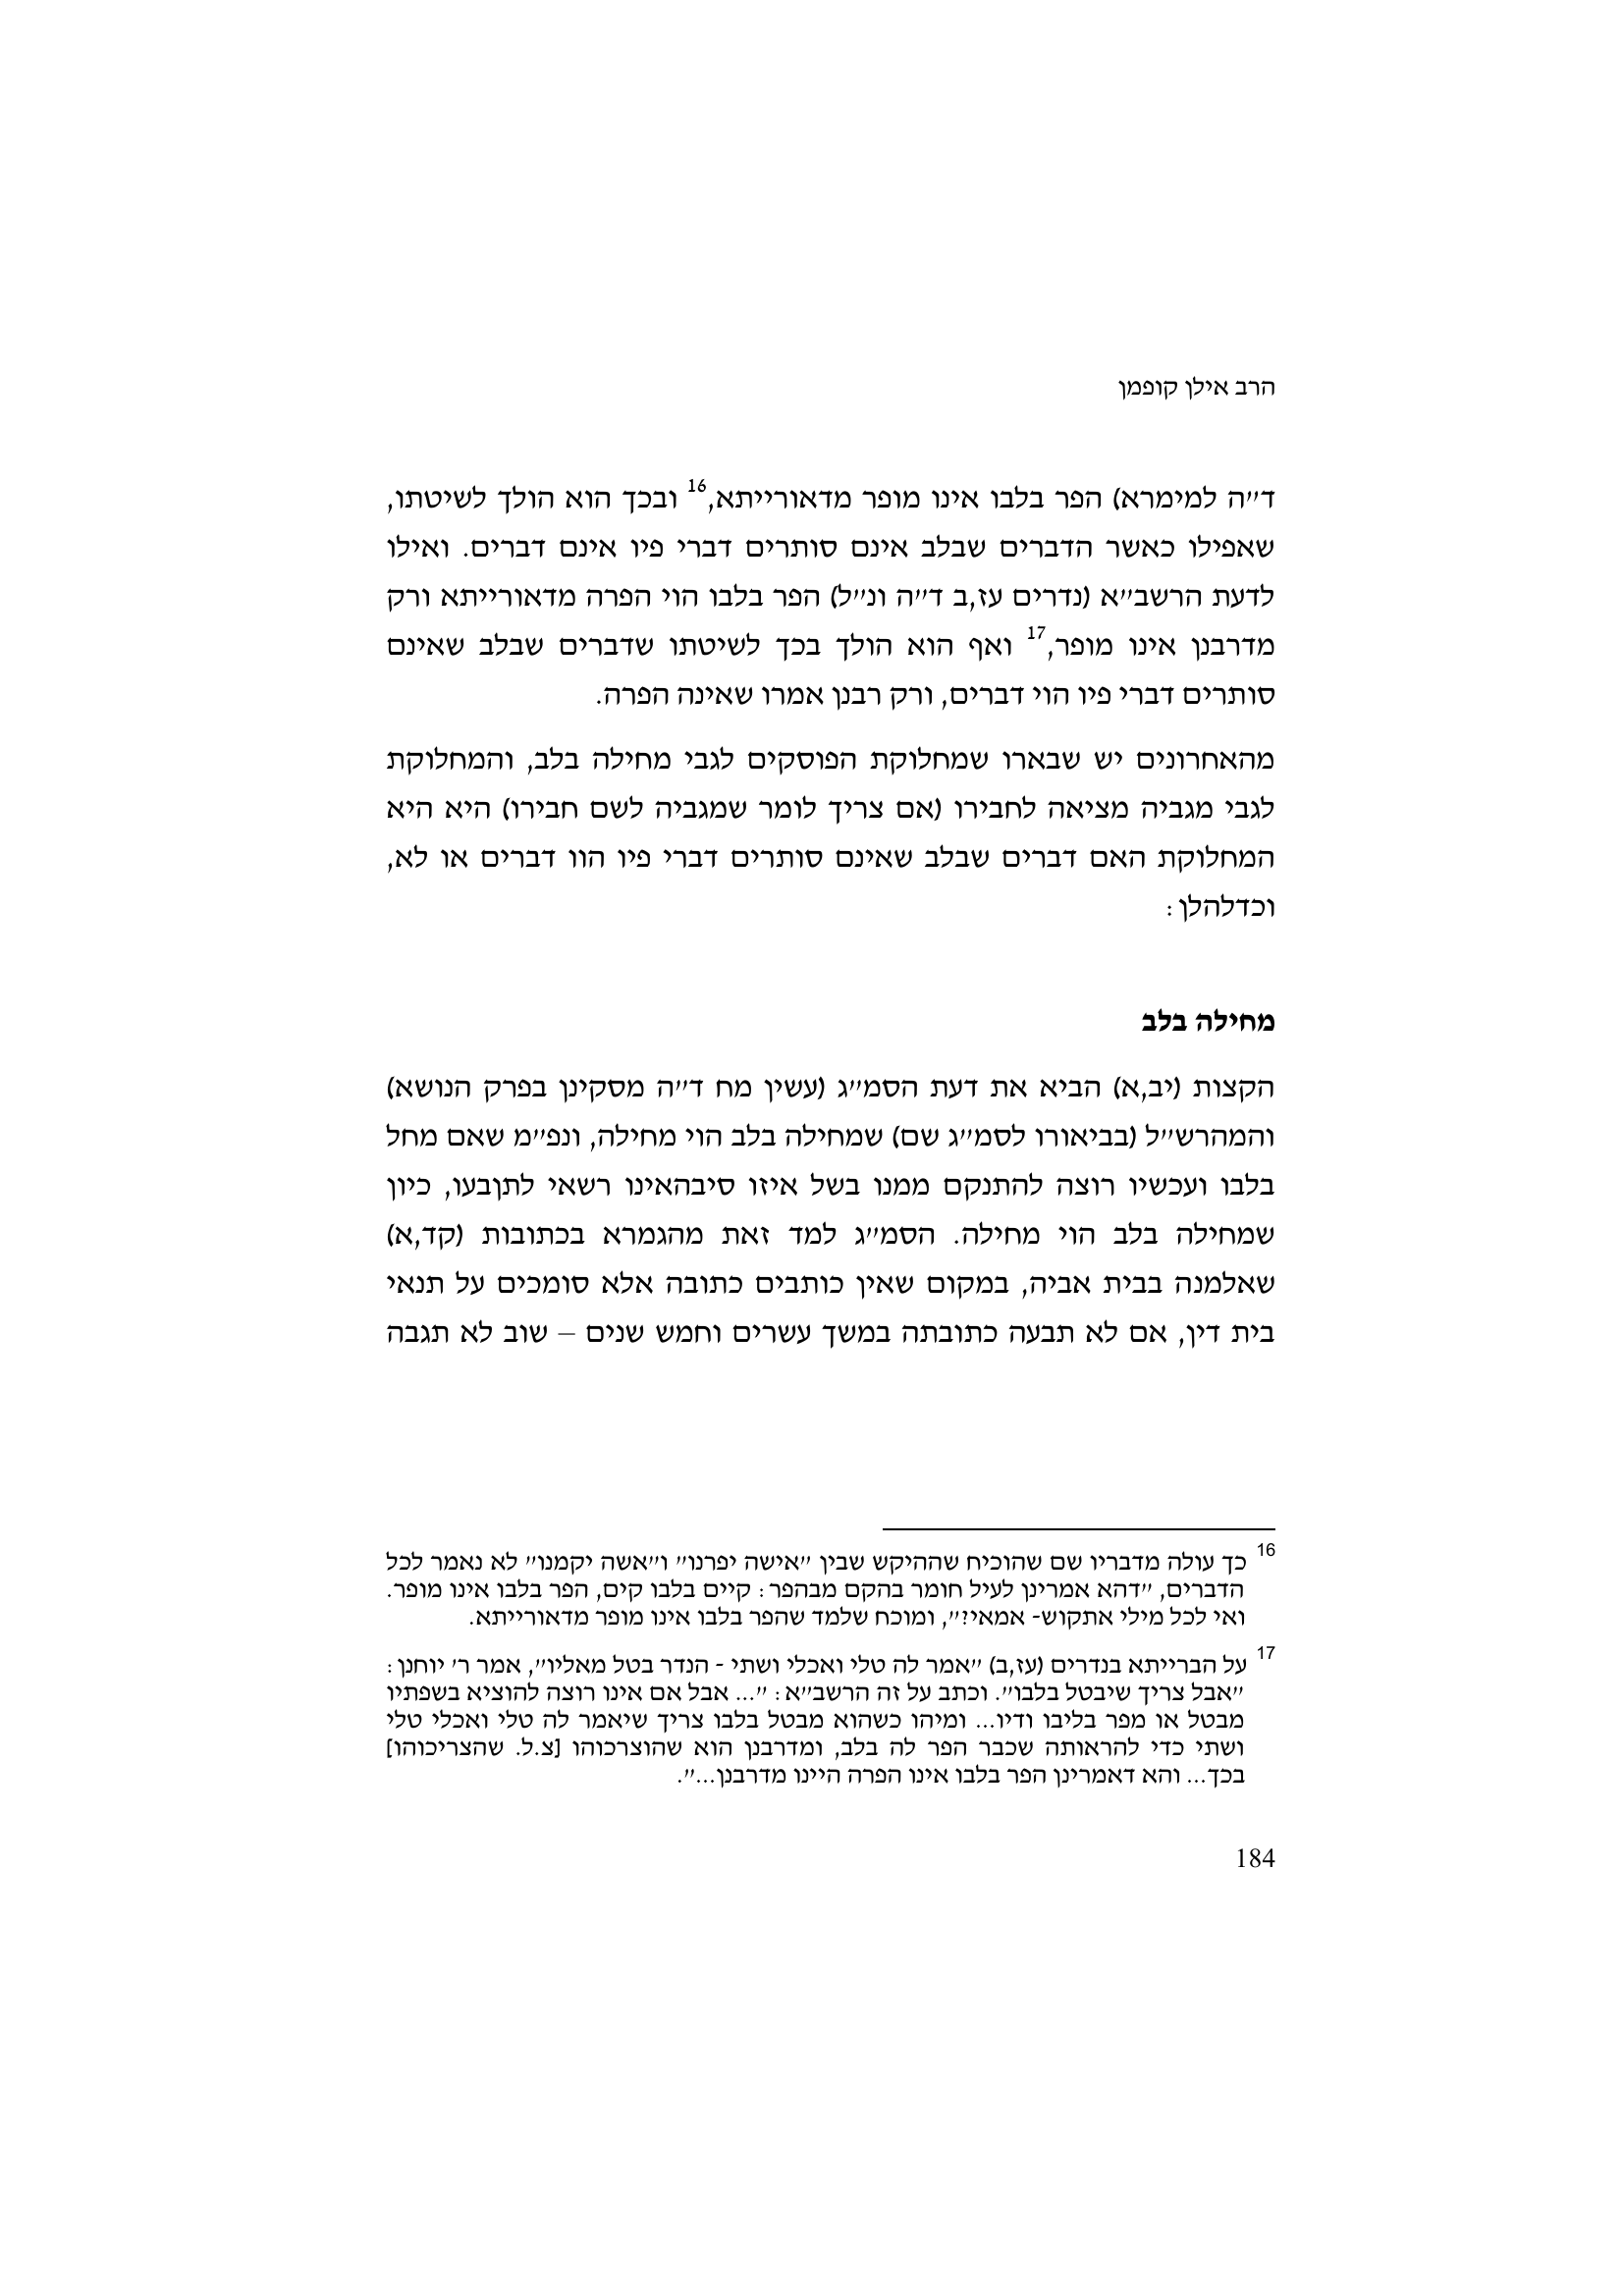 הרב אילן קופמן
ד״ה למימרא) הפר בלבו אינו מופר מדאורייתא,16 ובכך הוא הולך לשיטתו,
שאפילו כאשר הדברים שבלב אינם סותרים דברי פיו אינם דברים. ואילו
לדעת הרשב״א (נדרים עז,ב ד״ה ונ״ל) הפר בלבו הוי הפרה מדאורייתא ורק
מדרבנן אינו מופר,17 ואף הוא הולך בכך לשיטתו שדברים שבלב שאינם
סותרים דברי פיו הוי דברים, ורק רבנן אמרו שאינה הפרה.
מהאחרונים יש שבארו שמחלוקת הפוסקים לגבי מחילה בלב, והמחלוקת
לגבי מגביה מציאה לחבירו (אם צריך לומר שמגביה לשם חבירו) היא היא
המחלוקת האם דברים שבלב שאינם סותרים דברי פיו הוו דברים או לא,
וכדלהלן:
מחילה בלב
הקצות (יב,א) הביא את דעת הסמ״ג (עשין מח ד״ה מסקינן בפרק הנושא)
והמהרש״ל (בביאורו לסמ״ג שם) שמחילה בלב הוי מחילה, ונפ״מ שאם מחל
בלבו ועכשיו רוצה להתנקם ממנו בשל איזו סיבהאינו רשאי לתןבעו, כיון
שמחילה בלב הוי מחילה. הסמ״ג למד זאת מהגמרא בכתובות (קד,א)
שאלמנה בבית אביה, במקום שאין כותבים כתובה אלא סומכים על תנאי
בית דין, אם לא תבעה כתובתה במשך עשרים וחמש שנים – שוב לא תגבה
16 כך עולה מדבריו שם שהוכיח שההיקש שבין ״אישה יפרנו״ ו״אשה יקמנו״ לא נאמר לכל
הדברים, ״דהא אמרינן לעיל חומר בהקם מבהפר: קיים בלבו קים, הפר בלבו אינו מופר.
ואי לכל מילי אתקוש- אמאי?״, ומוכח שלמד שהפר בלבו אינו מופר מדאורייתא.
17 על הברייתא בנדרים (עז,ב) ״אמר לה טלי ואכלי ושתי - הנדר בטל מאליו״, אמר ר׳ יוחנן:
״אבל צריך שיבטל בלבו״. וכתב על זה הרשב״א: ״... אבל אם אינו רוצה להוציא בשפתיו
מבטל או מפר בליבו ודיו... ומיהו כשהוא מבטל בלבו צריך שיאמר לה טלי ואכלי טלי
ושתי כדי להראותה שכבר הפר לה בלב, ומדרבנן הוא שהוצרכוהו [צ.ל. שהצריכוהו]
בכך... והא דאמרינן הפר בלבו אינו הפרה היינו מדרבנן...״.
184